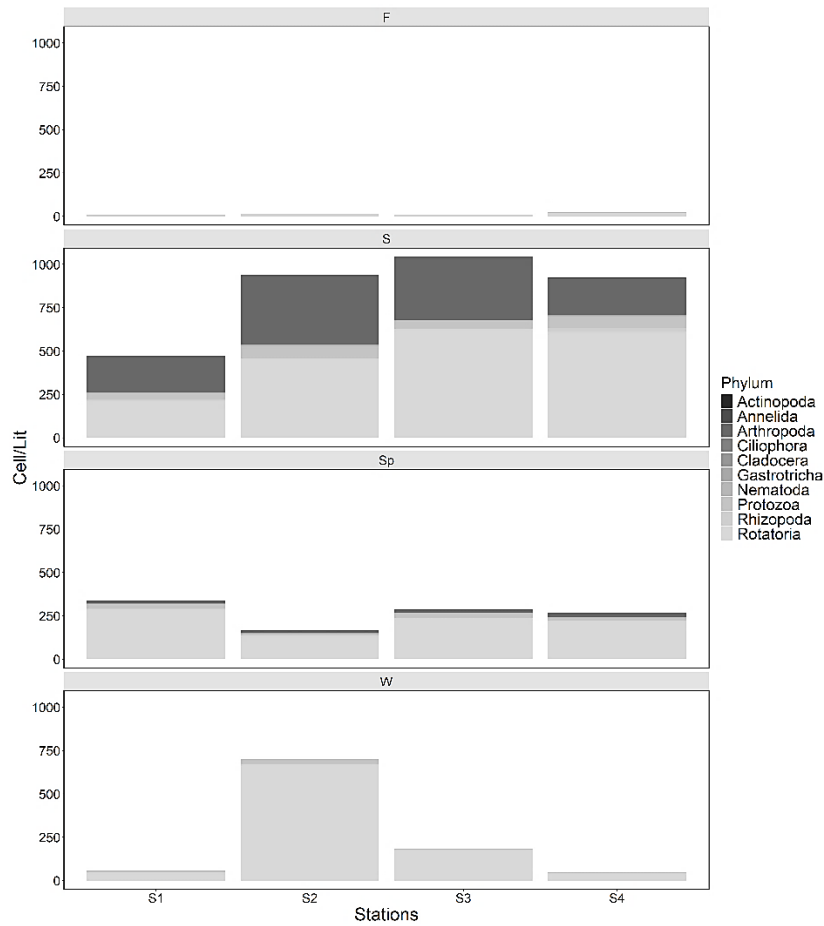 F
1000
750
500
250
0
S
1000
750
500
250
0
Sp
1000
750
500
250
0
W
1000
750
500
250
0
S1 S2 S3 S4
Stations
Cell/Lit
Phylum
Actinopoda
Annelida
Arthropoda
Ciliophora
Cladocera
Gastrotricha
Nematoda
Protozoa
Rhizopoda
Rotatoria